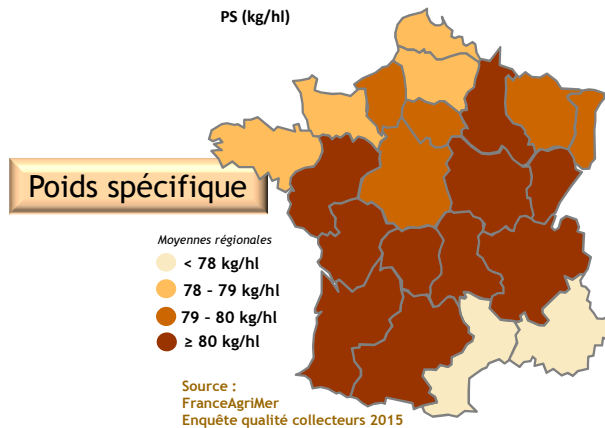 PS (kg/hl)
Poids spécifique
Moyennes régionales
< 78 kg/hl
78 – 79 kg/hl
79 – 80 kg/hl
≥ 80 kg/hl
Source :
FranceAgriMer
Enquête qualité collecteurs 2015